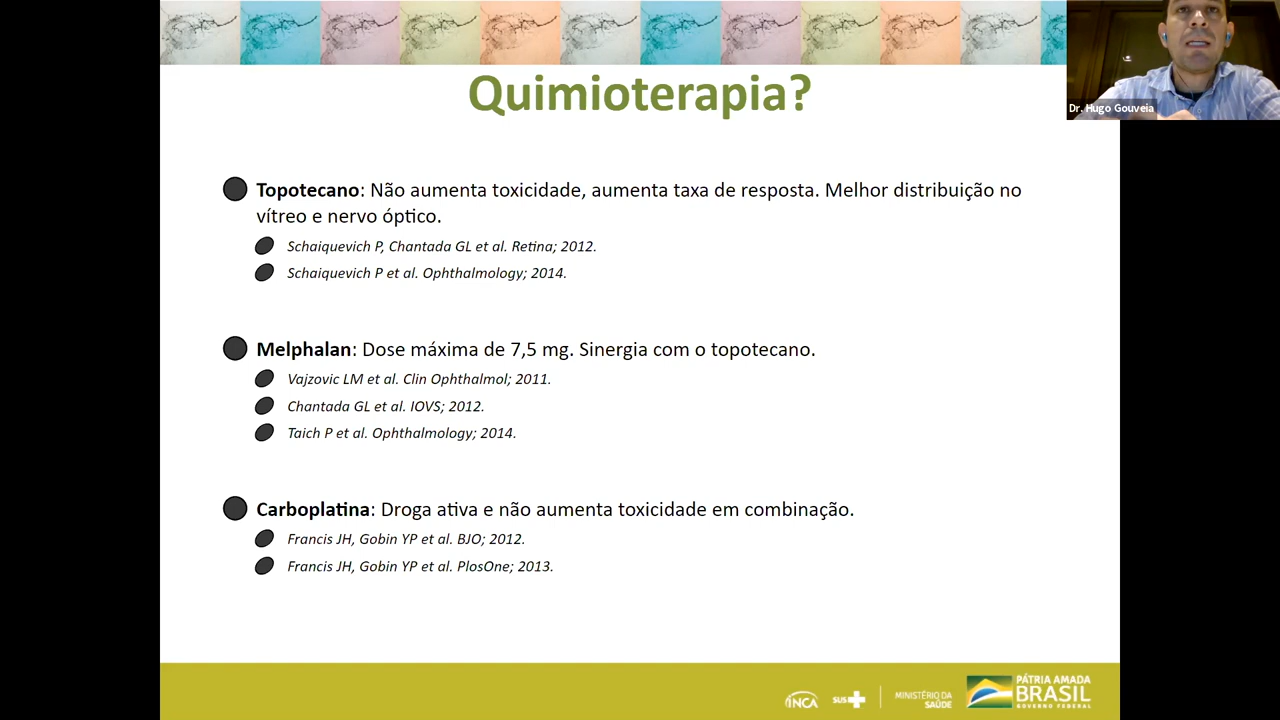 Quimioterapia?
Dr. Hugo Gouveia
Topotecano: Não aumenta toxicidade, aumenta taxa de resposta. Melhor distribuição no
vítreo e nervo óptico.
Schaiquevich P, Chantada GL et al. Retina; 2012.
Schaiquevich P et al. Ophthalmology; 2014.
Melphalan: Dose máxima de 7,5 mg. Sinergia com o topotecano.
Vajzovic LM et al. Clin Ophthalmol; 2011.
Chantada GL et al. IOVS; 2012.
Taich P et al. Ophthalmology; 2014.
Carboplatina: Droga ativa e não aumenta toxicidade em combinação.
Francis JH, Gobin YP et al. BJO; 2012.
Francis JH, Gobin YP et al. PlosOne; 2013.
INCA
SUS
MINISTÉRIO DA
SAÚDE
PÁTRIA AMADA
BRASIL
GOVERNO FEDERAL